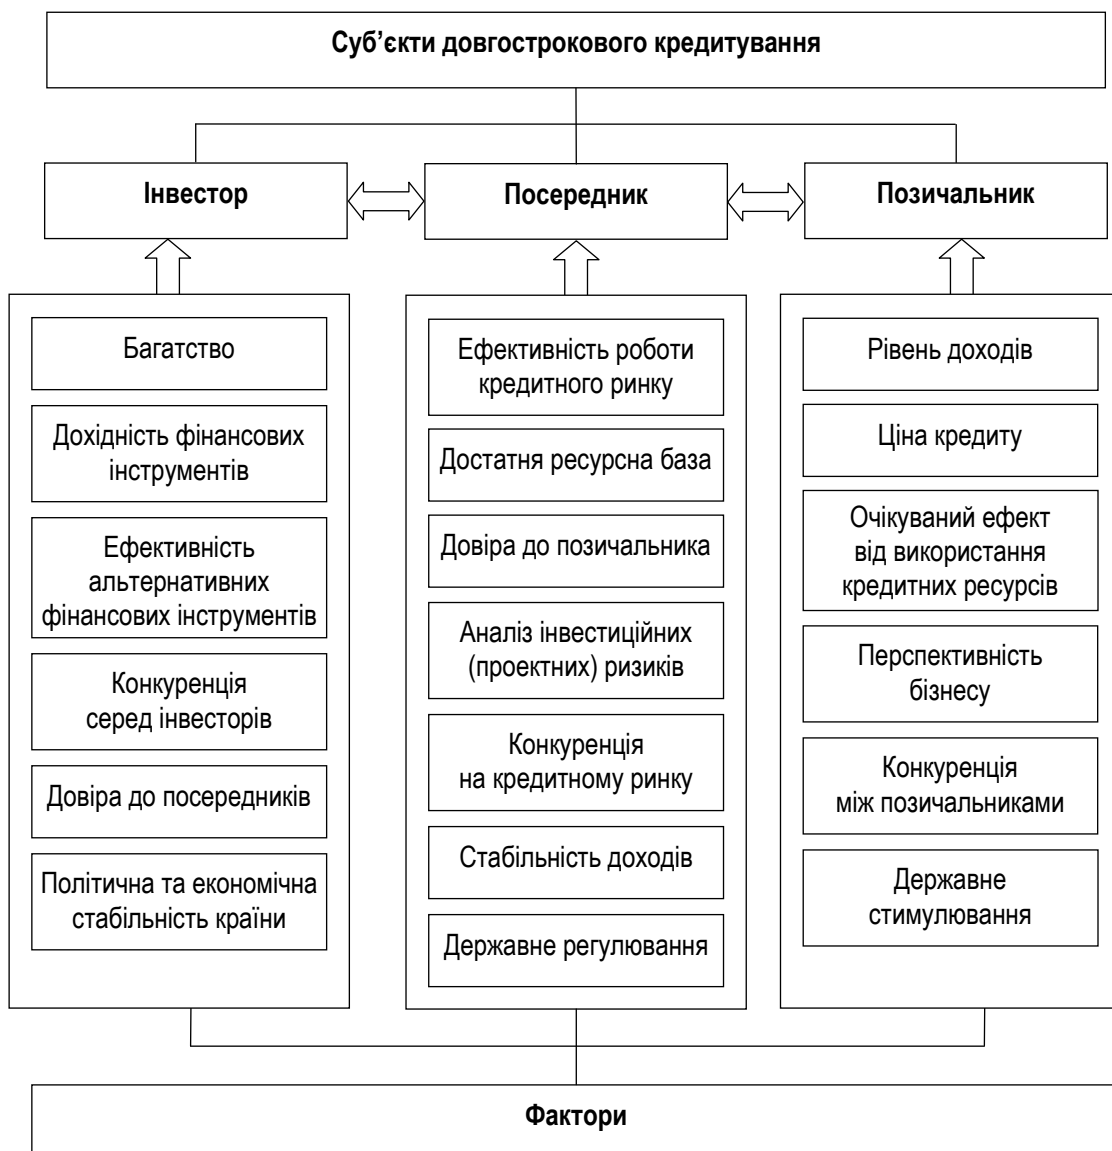 Суб’єкти довгострокового кредитування
Інвестор
Посередник
Позичальник
Багатство
Дохідність фінансових
інструментів
Ефективність
альтернативних
фінансових інструментів
Конкуренція
серед інвесторів
Довіра до посередників
Політична та економічна
стабільність країни
Ефективність роботи
кредитного ринку
Достатня ресурсна база
Довіра до позичальника
Аналіз інвестиційних
(проектних) ризиків
Конкуренція
на кредитному ринку
Стабільність доходів
Державне регулювання
Рівень доходів
Ціна кредиту
Очікуваний ефект
від використання
кредитних ресурсів
Перспективність
бізнесу
Конкуренція
між позичальниками
Державне
стимулювання
Фактори